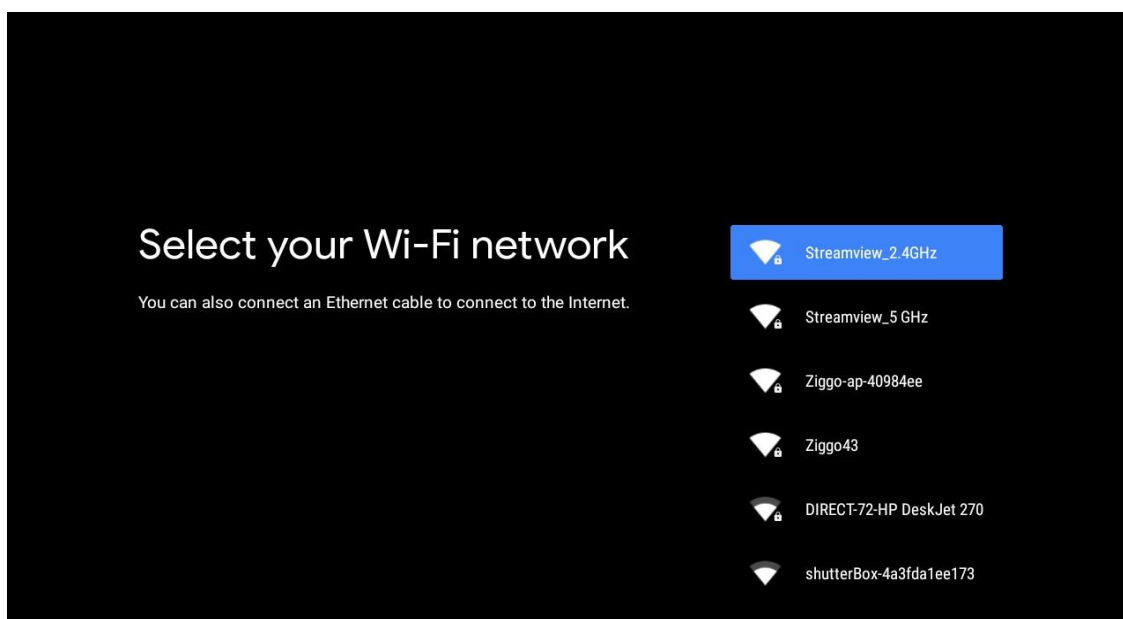 Select your Wi-Fi network
You can also connect an Ethernet cable to connect to the Internet.
Streamview_2.4GHz
Streamview_5 GHz
Ziggo-ap-40984ee
Ziggo43
DIRECT-72-HP DeskJet 270
shutterBox-4a3fda1ee173